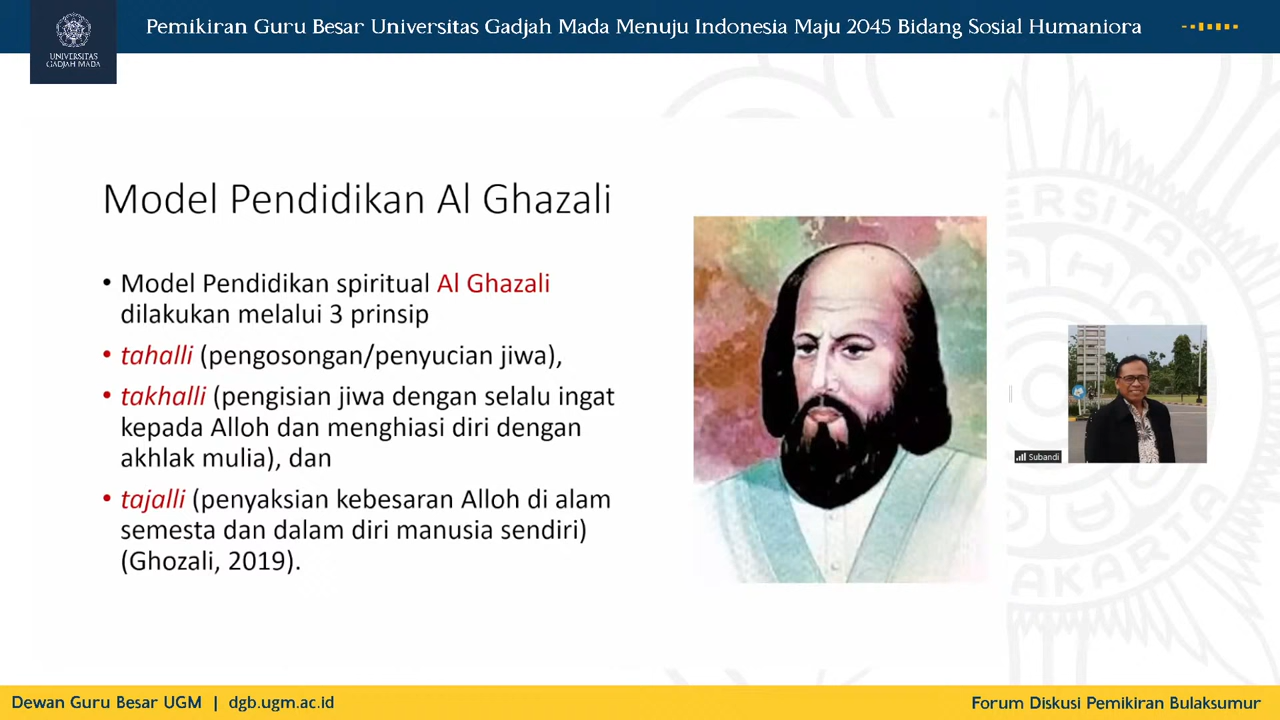 Pemikiran Guru Besar Universitas Gadjah Mada Menuju Indonesia Maju 2045 Bidang Sosial Humaniora
UNIVERSITAS
GADJAH MADA
Model Pendidikan Al Ghazali
• Model Pendidikan spiritual Al Ghazali
dilakukan melalui 3 prinsip
• tahalli (pengosongan/penyucian jiwa),
• takhalli (pengisian jiwa dengan selalu ingat
kepada Alloh dan menghiasi diri dengan
akhlak mulia), dan
• tajalli (penyaksian kebesaran Alloh di alam
semesta dan dalam diri manusia sendiri)
(Ghozali, 2019).
Subandi
Dewan Guru Besar UGM | dgb.ugm.ac.id
Forum Diskusi Pemikiran Bulaksumur